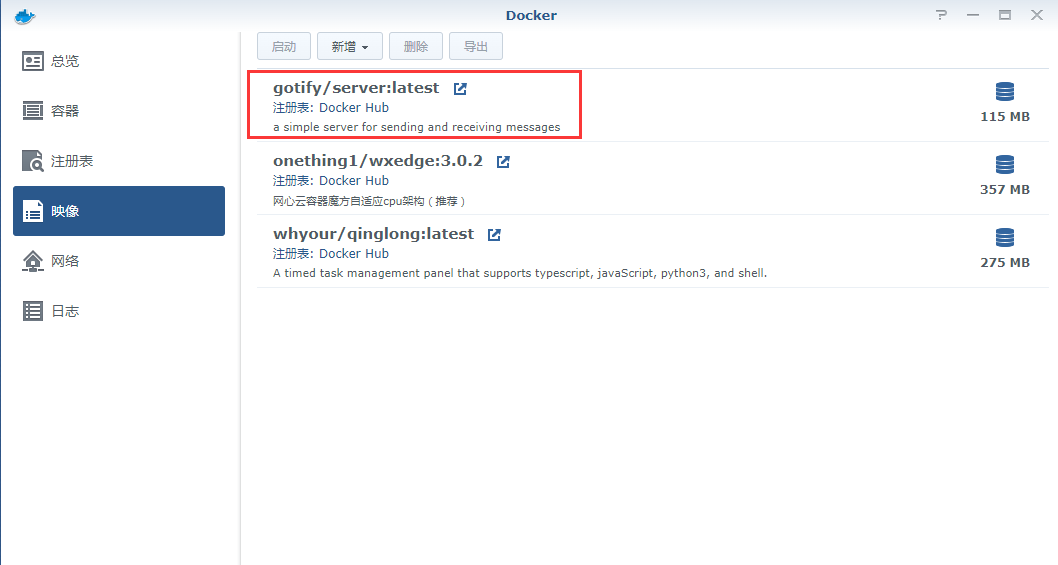 Docker
总览
容器
注册表
映像
网络
日志
启动 新增 删除 导出
gotify/server:latest
注册表: Docker Hub
a simple server for sending and receiving messages
115 MB
onething1/wxedge:3.0.2
注册表: Docker Hub
网心云容器魔方自适应cpu架构 ( 推荐 )
357 MB
whyour/qinglong:latest
注册表: Docker Hub
A timed task management panel that supports typescript, javaScript, python3, and shell.
275 MB